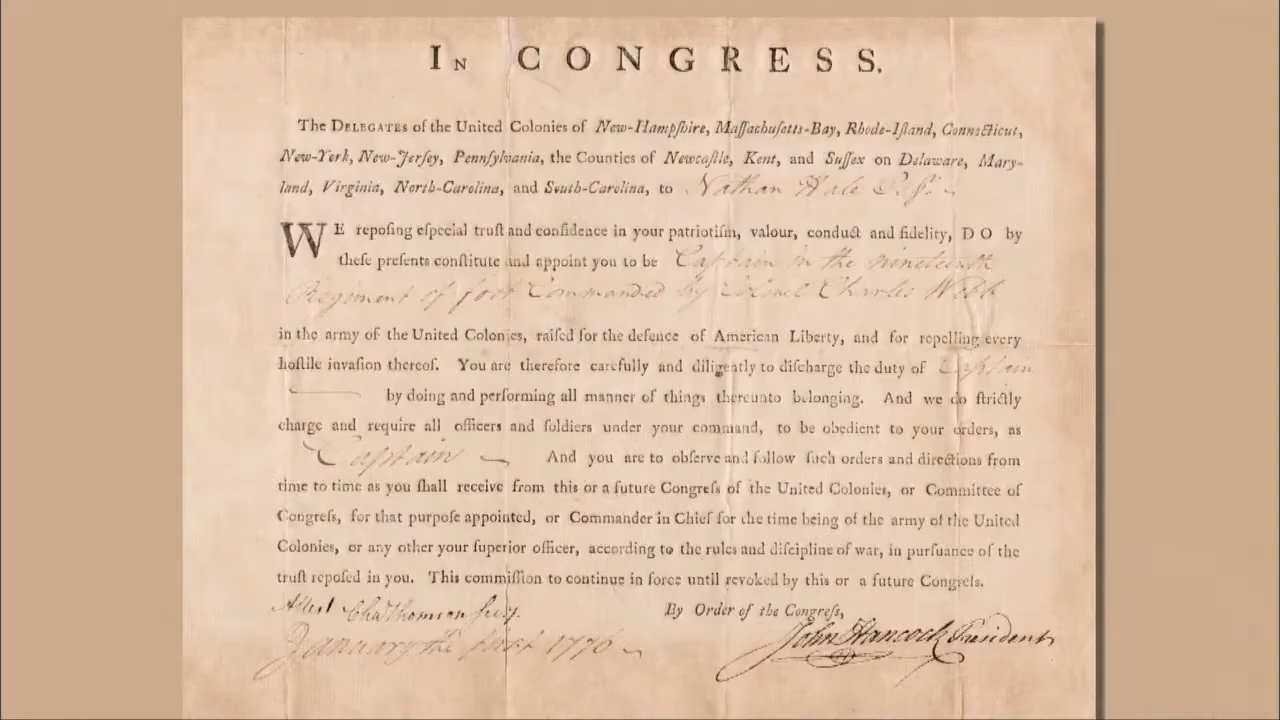 In CONGRESS.
The DELEGATES of the United Colonies of New-Hampſhire, Maſſachuſetts-Bay, Rhode-Iſland, Connecticut,
New-York, New-Jerſey, Pennſylvania, the Counties of Newcaſtle, Kent, and Suſſex on Delaware, Mary-
land, Virginia, North-Carolina, and South-Carolina, to Nathan Hale Eſqr.
WE repoſing eſpecial truſt and confidence in your patriotiſm, valour, conduct and fidelity, DO by
theſe preſents conſtitute and appoint you to be Captain in the nineteenth
Regiment of foot Commanded by Colonel Charles Webb
in the army of the United Colonies, raiſed for the defence of American Liberty, and for repelling every
hoſtile invaſion thereof. You are therefore carefully and diligently to diſcharge the duty of Captain
by doing and performing all manner of things thereunto belonging. And we do ſtrictly
charge and require all officers and ſoldiers under your command, to be obedient to your orders, as
Captain And you are to obſerve and follow ſuch orders and directions from
time to time as you ſhall receive from this or a future Congreſs of the United Colonies, or Committee of
Congreſs, for that purpoſe appointed, or Commander in Chief for the time being of the army of the United
Colonies, or any other your ſuperior officer, according to the rules and diſcipline of war, in purſuance of the
truſt repoſed in you. This commiſſion to continue in force until revoked by this or a future Congreſs.
Attest Cha Thomson Secy.
By Order of the Congreſs,
January the first 1776
John Hancock President